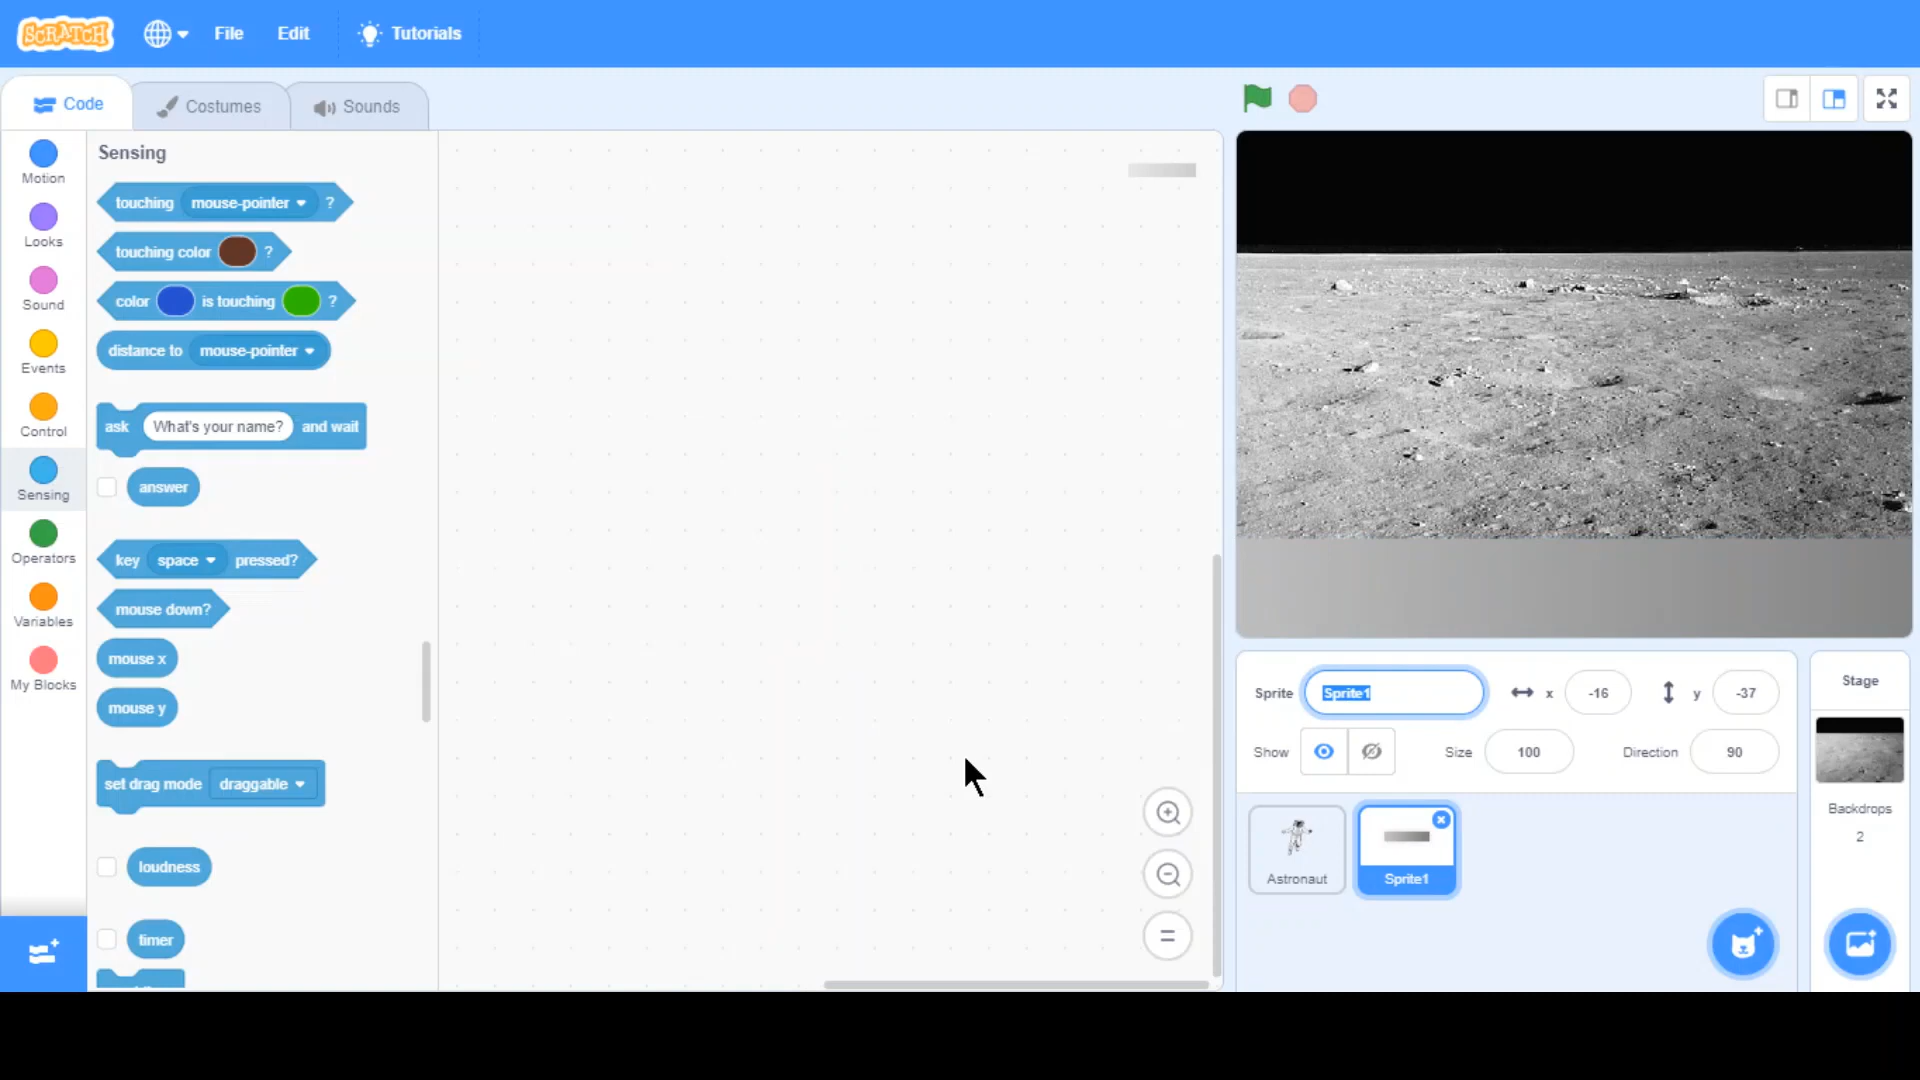 SCRATCH File Edit Tutorials
Code Costumes Sounds
Motion
Looks
Sound
Events
Control
Sensing
Operators
Variables
My Blocks
Sensing
touching mouse-pointer ?
touching color ?
color is touching ?
distance to mouse-pointer
ask What's your name? and wait
answer
key space pressed?
mouse down?
mouse x
mouse y
set drag mode draggable
loudness
timer
Sprite Sprite1 x -16 y -37
Show Size 100 Direction 90
Astronaut
Sprite1
Stage
Backdrops
2